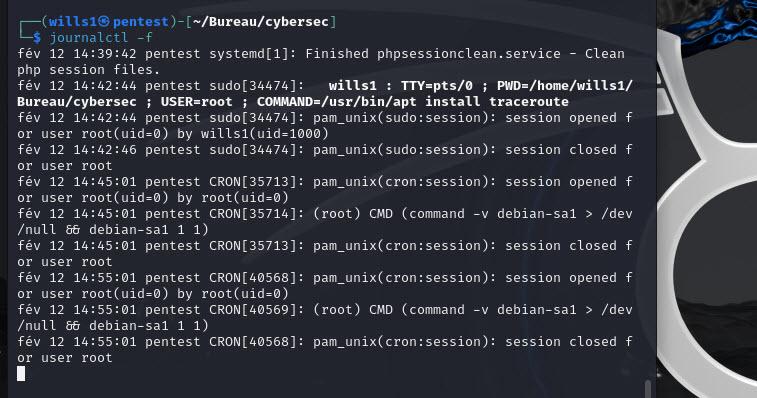 ┌──(wills1㉿pentest)-[~/Bureau/cybersec]
└─$ journalctl -f
fév 12 14:39:42 pentest systemd[1]: Finished phpsessionclean.service - Clean
php session files.
fév 12 14:42:44 pentest sudo[34474]:   wills1 : TTY=pts/0 ; PWD=/home/wills1/
Bureau/cybersec ; USER=root ; COMMAND=/usr/bin/apt install traceroute
fév 12 14:42:44 pentest sudo[34474]: pam_unix(sudo:session): session opened f
or user root(uid=0) by wills1(uid=1000)
fév 12 14:42:46 pentest sudo[34474]: pam_unix(sudo:session): session closed f
or user root
fév 12 14:45:01 pentest CRON[35713]: pam_unix(cron:session): session opened f
or user root(uid=0) by root(uid=0)
fév 12 14:45:01 pentest CRON[35714]: (root) CMD (command -v debian-sa1 > /dev
/null && debian-sa1 1 1)
fév 12 14:45:01 pentest CRON[35713]: pam_unix(cron:session): session closed f
or user root
fév 12 14:55:01 pentest CRON[40568]: pam_unix(cron:session): session opened f
or user root(uid=0) by root(uid=0)
fév 12 14:55:01 pentest CRON[40569]: (root) CMD (command -v debian-sa1 > /dev
/null && debian-sa1 1 1)
fév 12 14:55:01 pentest CRON[40568]: pam_unix(cron:session): session closed f
or user root